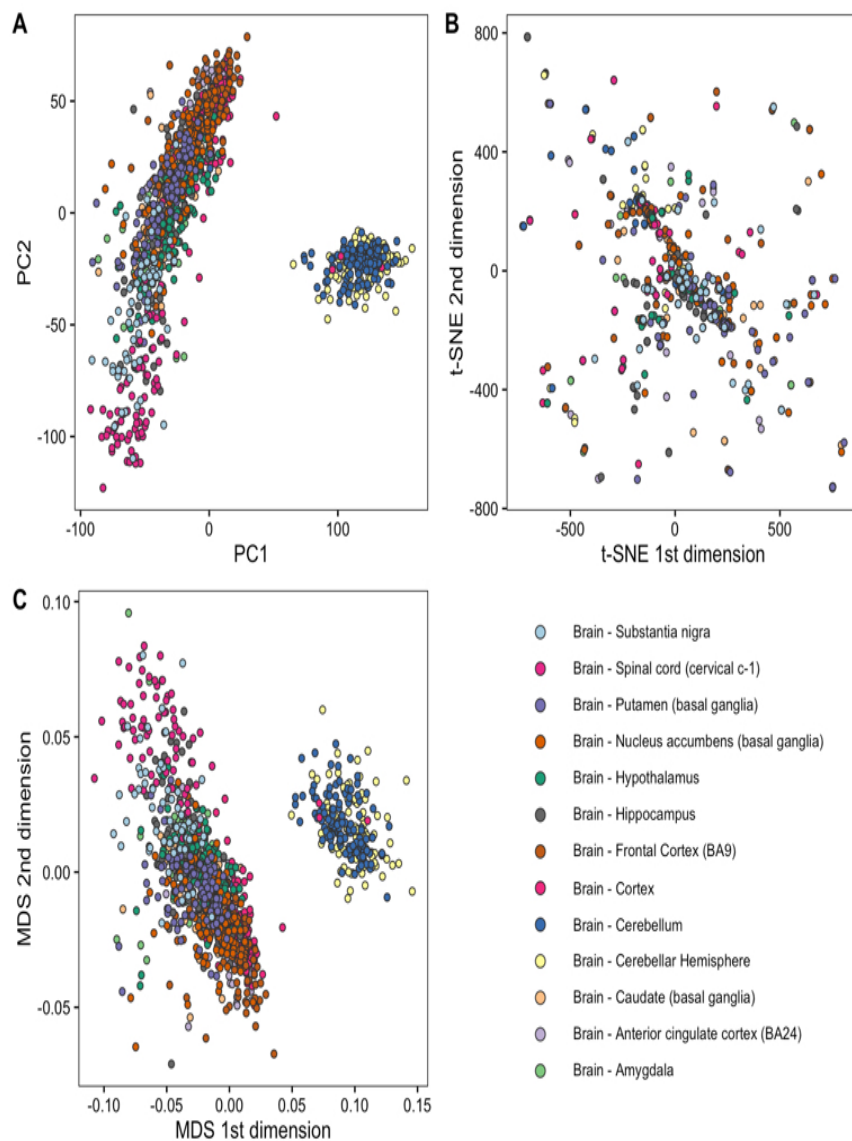 A
50
0
-50
-100
PC2
-100
0
100
PC1
B
800
400
0
-400
-800
t-SNE 2nd dimension
-500
0
500
t-SNE 1st dimension
C
0.10
0.05
0.00
-0.05
MDS 2nd dimension
-0.10
-0.05
0.00
0.05
0.10
0.15
MDS 1st dimension
Brain - Substantia nigra
Brain - Spinal cord (cervical c-1)
Brain - Putamen (basal ganglia)
Brain - Nucleus accumbens (basal ganglia)
Brain - Hypothalamus
Brain - Hippocampus
Brain - Frontal Cortex (BA9)
Brain - Cortex
Brain - Cerebellum
Brain - Cerebellar Hemisphere
Brain - Caudate (basal ganglia)
Brain - Anterior cingulate cortex (BA24)
Brain - Amygdala